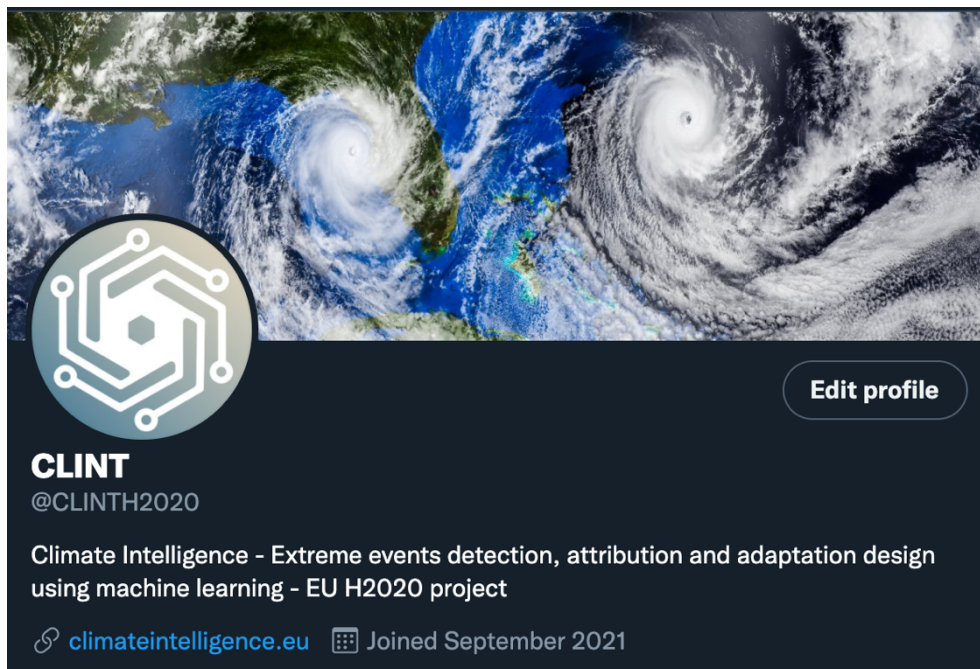 Edit profile
CLINT
@CLINTH2020
Climate Intelligence - Extreme events detection, attribution and adaptation design
using machine learning - EU H2020 project
climateintelligence.eu Joined September 2021